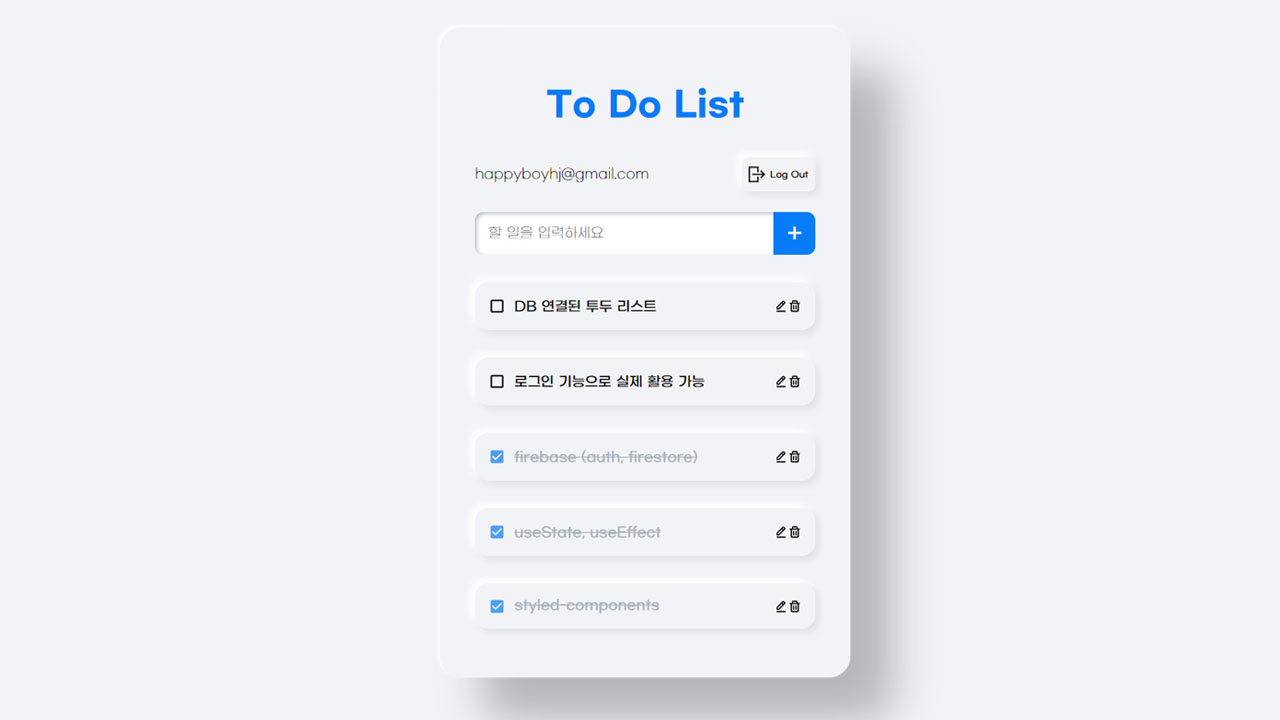 To Do List
happyboyhj@gmail.com
Log Out
할 일을 입력하세요
+
DB 연결된 투두 리스트
로그인 기능으로 실제 활용 가능
firebase (auth, firestore)
useState, useEffect
styled-components